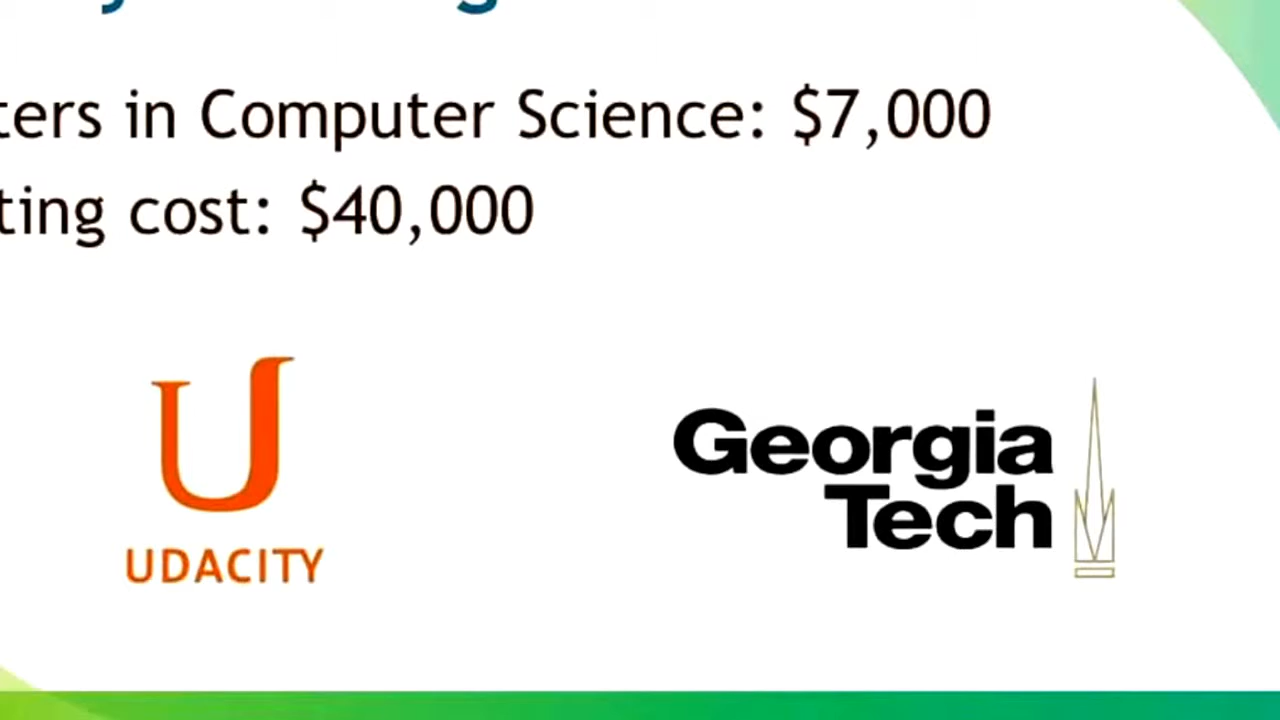 ters in Computer Science: $7,000
ting cost: $40,000
UDACITY
Georgia
Tech